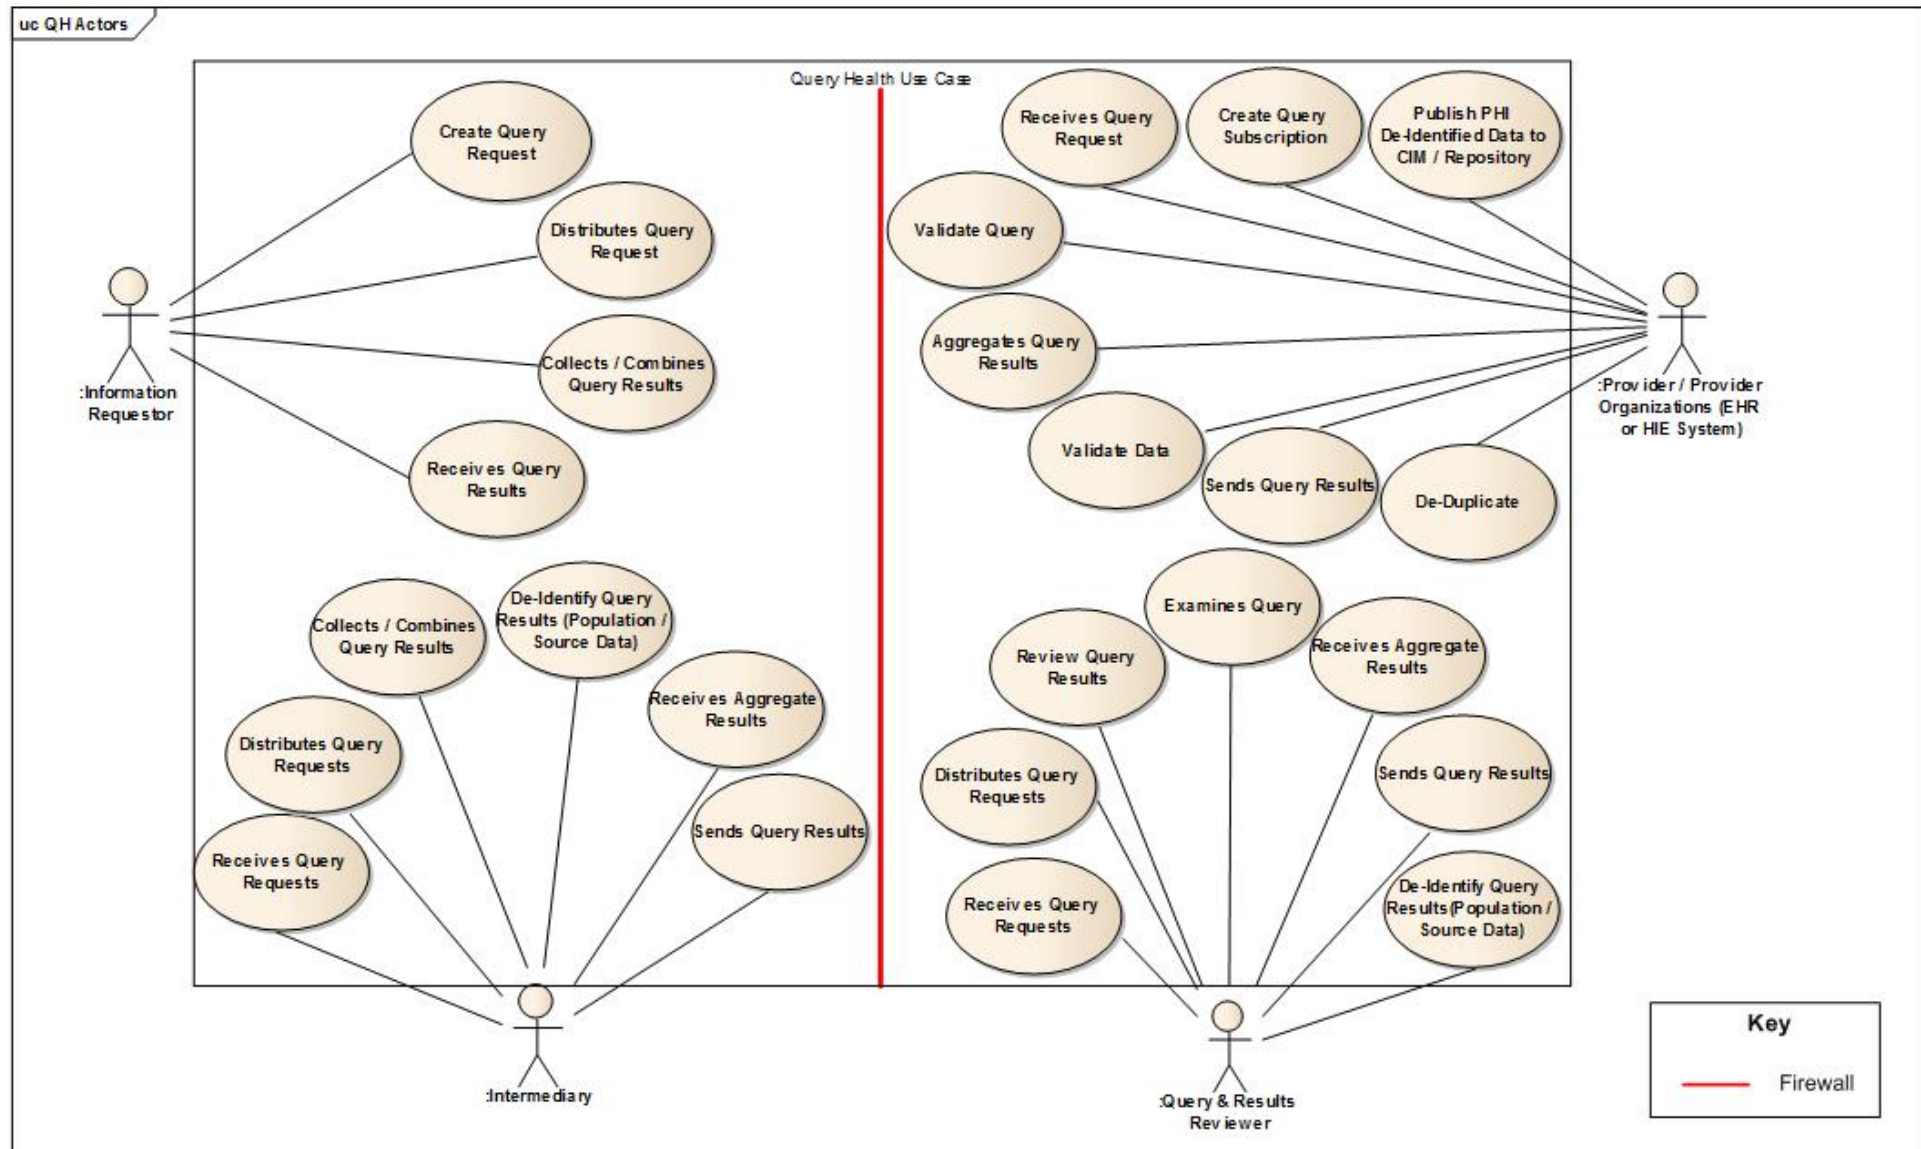 uc QH Actors
Query Health Use Case
Create Query
Request
Distributes Query
Request
Collects / Combines
Query Results
Receives Query
Results
:Information
Requestor
Receives Query
Request
Create Query
Subscription
Publish PHI
De-Identified Data to
CIM / Repository
Validate Query
Aggregates Query
Results
Validate Data
Sends Query Results
De-Duplicate
:Provider / Provider
Organizations (EHR
or HIE System)
Collects / Combines
Query Results
De-Identify Query
Results (Population /
Source Data)
Receives Aggregate
Results
Distributes Query
Requests
Sends Query Results
Receives Query
Requests
:Intermediary
Examines Query
Review Query
Results
Receives Aggregate
Results
Distributes Query
Requests
Sends Query Results
Receives Query
Requests
De-Identify Query
Results(Population /
Source Data)
:Query & Results
Reviewer
Key
Firewall